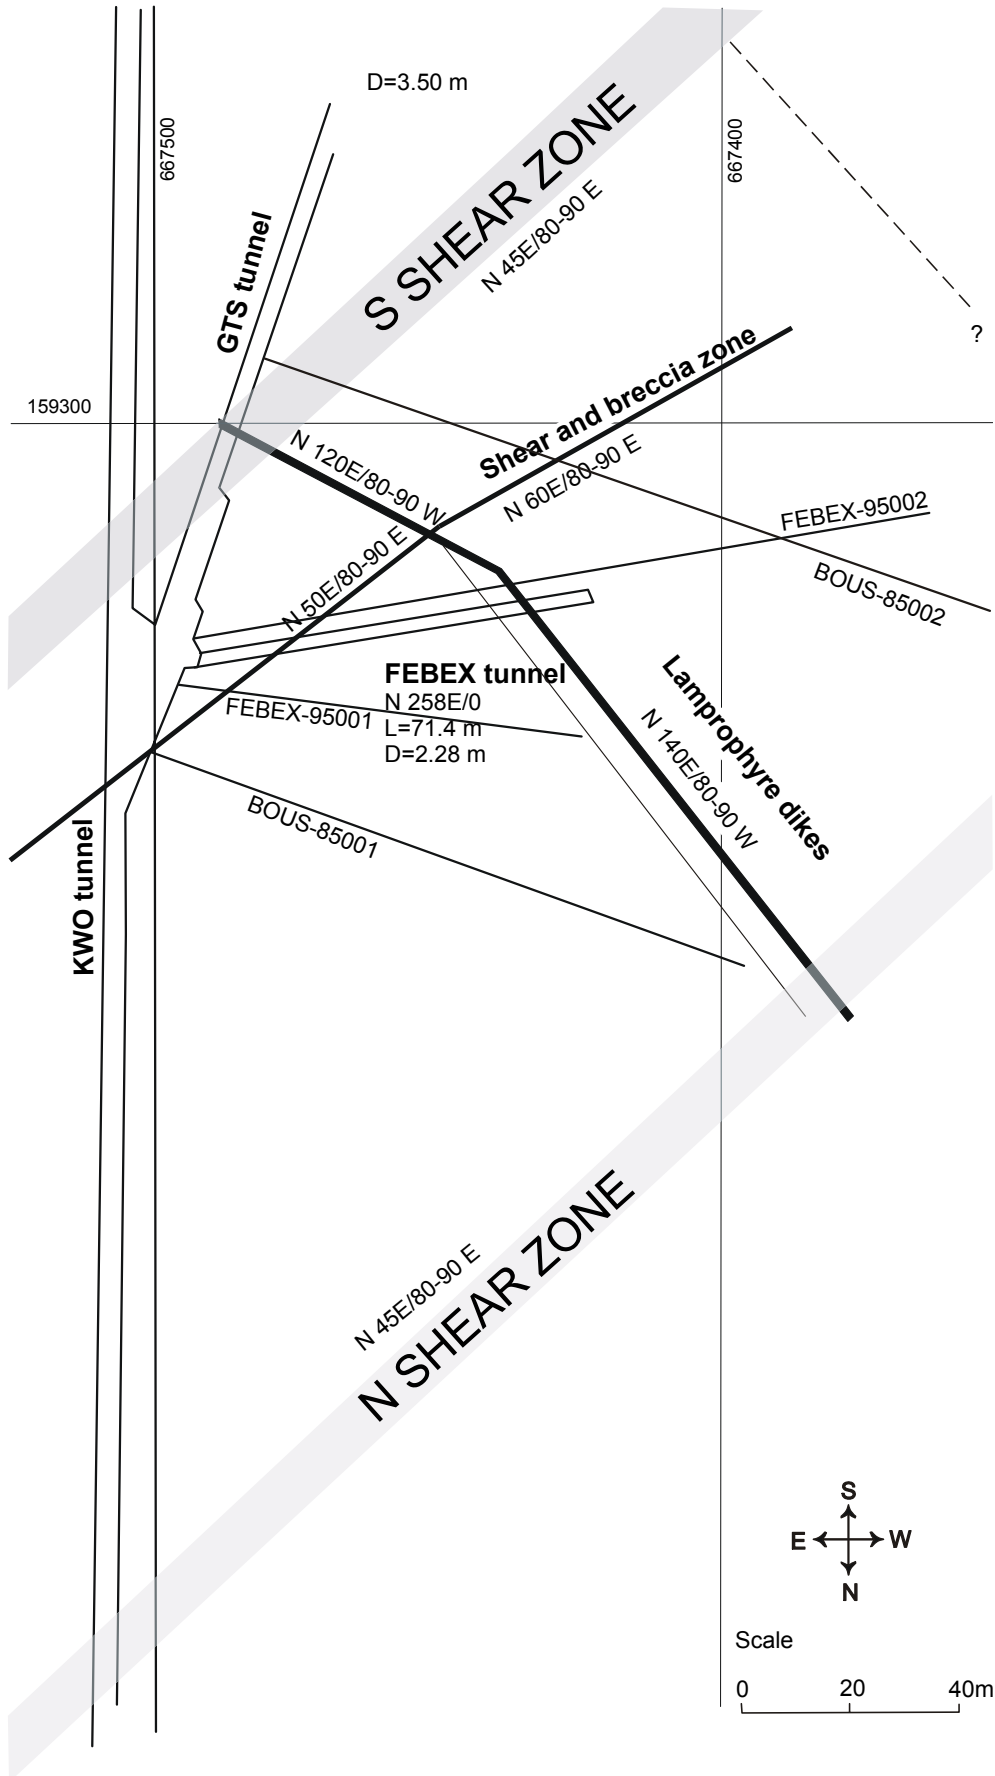 D=3.50 m
667500
667400
GTS tunnel
S SHEAR ZONE
N 45E/80-90 E
?
159300
Shear and breccia zone
N 120E/80-90 W
N 60E/80-90 E
FEBEX-95002
N 50E/80-90 E
BOUS-85002
FEBEX tunnel
N 258E/0
L=71.4 m
D=2.28 m
FEBEX-95001
Lamprophyre dikes
N 140E/80-90 W
BOUS-85001
KWO tunnel
N 45E/80-90 E
N SHEAR ZONE
S
E W
N
Scale
0 20 40m